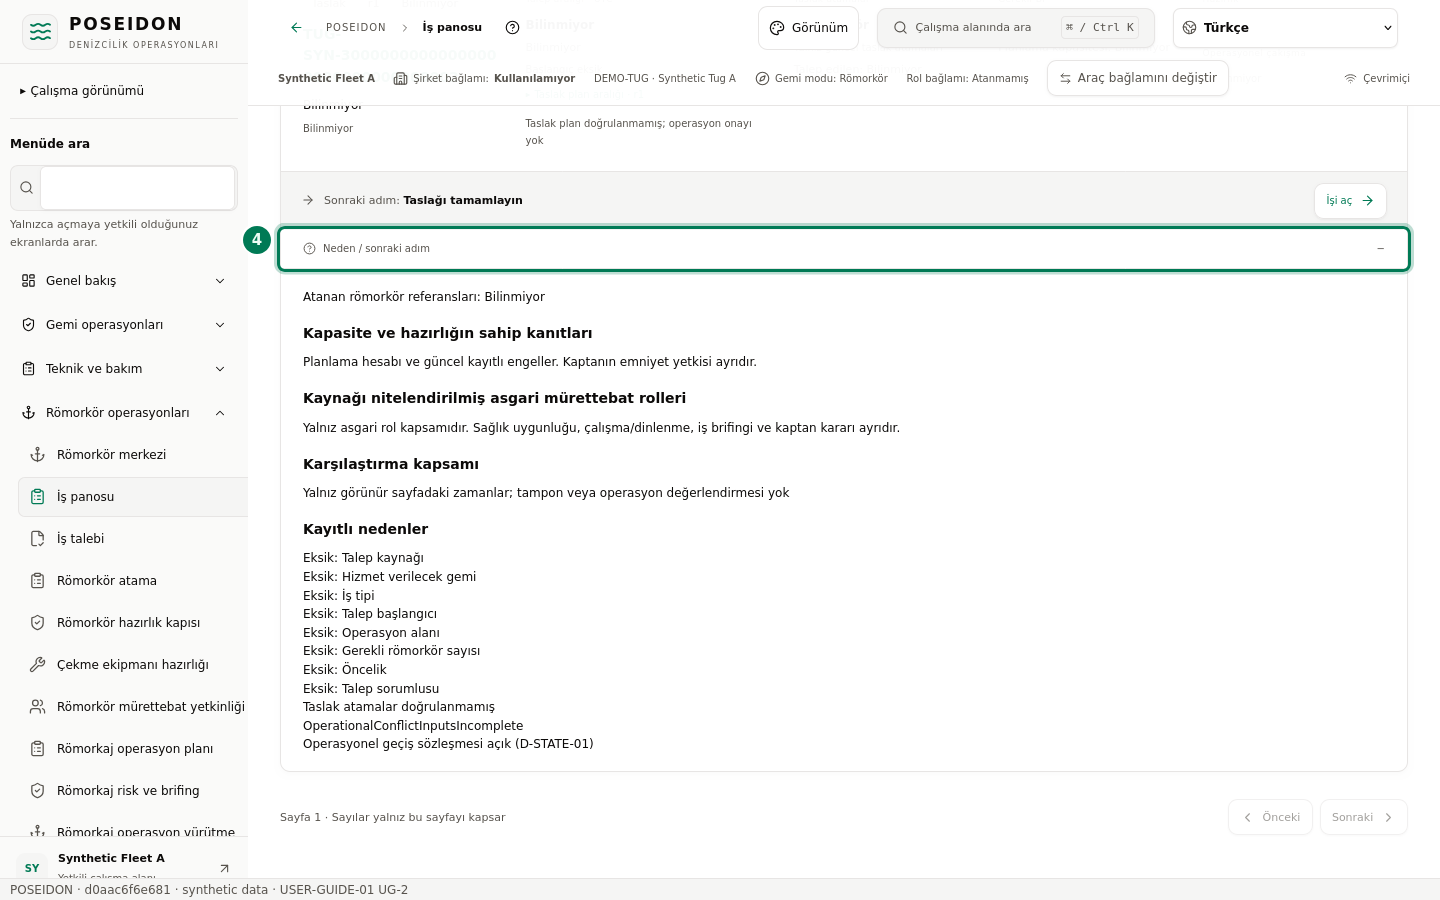 POSEIDON
DENİZCİLİK OPERASYONLARI
POSEIDON
İş panosu
Görünüm
Çalışma alanında ara
⌘ / Ctrl K
Türkçe
Synthetic Fleet A
Şirket bağlamı: Kullanılamıyor
DEMO-TUG · Synthetic Tug A
Gemi modu: Römorkör
Rol bağlamı: Atanmamış
Araç bağlamını değiştir
Çevrimiçi
Çalışma görünümü
Menüde ara
Yalnızca açmaya yetkili olduğunuz
ekranlarda arar.
Genel bakış
Gemi operasyonları
Teknik ve bakım
Römorkör operasyonları
Römorkör merkezi
İş panosu
İş talebi
Römorkör atama
Römorkör hazırlık kapısı
Çekme ekipmanı hazırlığı
Römorkör mürettebat yetkinliği
Römorkaj operasyon planı
Römorkaj risk ve brifing
Römorkaj operasyon yürütme
SY
Synthetic Fleet A
Yetkili çalışma alanı
Bilinmiyor
Bilinmiyor
Taslak plan doğrulanmamış; operasyon onayı
yok
Sonraki adım: Taslağı tamamlayın
İşi aç
4
Neden / sonraki adım
–
Atanan römorkör referansları: Bilinmiyor
Kapasite ve hazırlığın sahip kanıtları
Planlama hesabı ve güncel kayıtlı engeller. Kaptanın emniyet yetkisi ayrıdır.
Kaynağı nitelendirilmiş asgari mürettebat rolleri
Yalnız asgari rol kapsamıdır. Sağlık uygunluğu, çalışma/dinlenme, iş brifingi ve kaptan kararı ayrıdır.
Karşılaştırma kapsamı
Yalnız görünür sayfadaki zamanlar; tampon veya operasyon değerlendirmesi yok
Kayıtlı nedenler
Eksik: Talep kaynağı
Eksik: Hizmet verilecek gemi
Eksik: İş tipi
Eksik: Talep başlangıcı
Eksik: Operasyon alanı
Eksik: Gerekli römorkör sayısı
Eksik: Öncelik
Eksik: Talep sorumlusu
Taslak atamalar doğrulanmamış
OperationalConflictInputsIncomplete
Operasyonel geçiş sözleşmesi açık (D-STATE-01)
Sayfa 1 · Sayılar yalnız bu sayfayı kapsar
Önceki
Sonraki
POSEIDON · d0aac6f6e681 · synthetic data · USER-GUIDE-01 UG-2